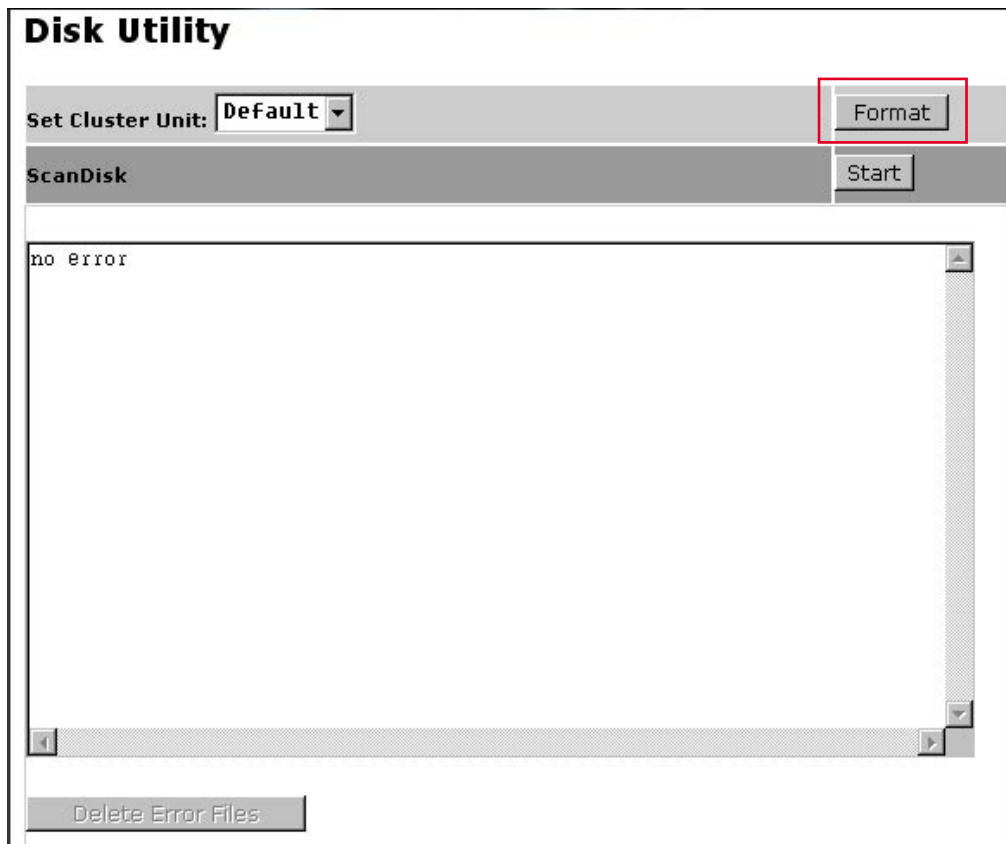 Disk Utility
Set Cluster Unit: Default Format
ScanDisk Start
no error
Delete Error Files